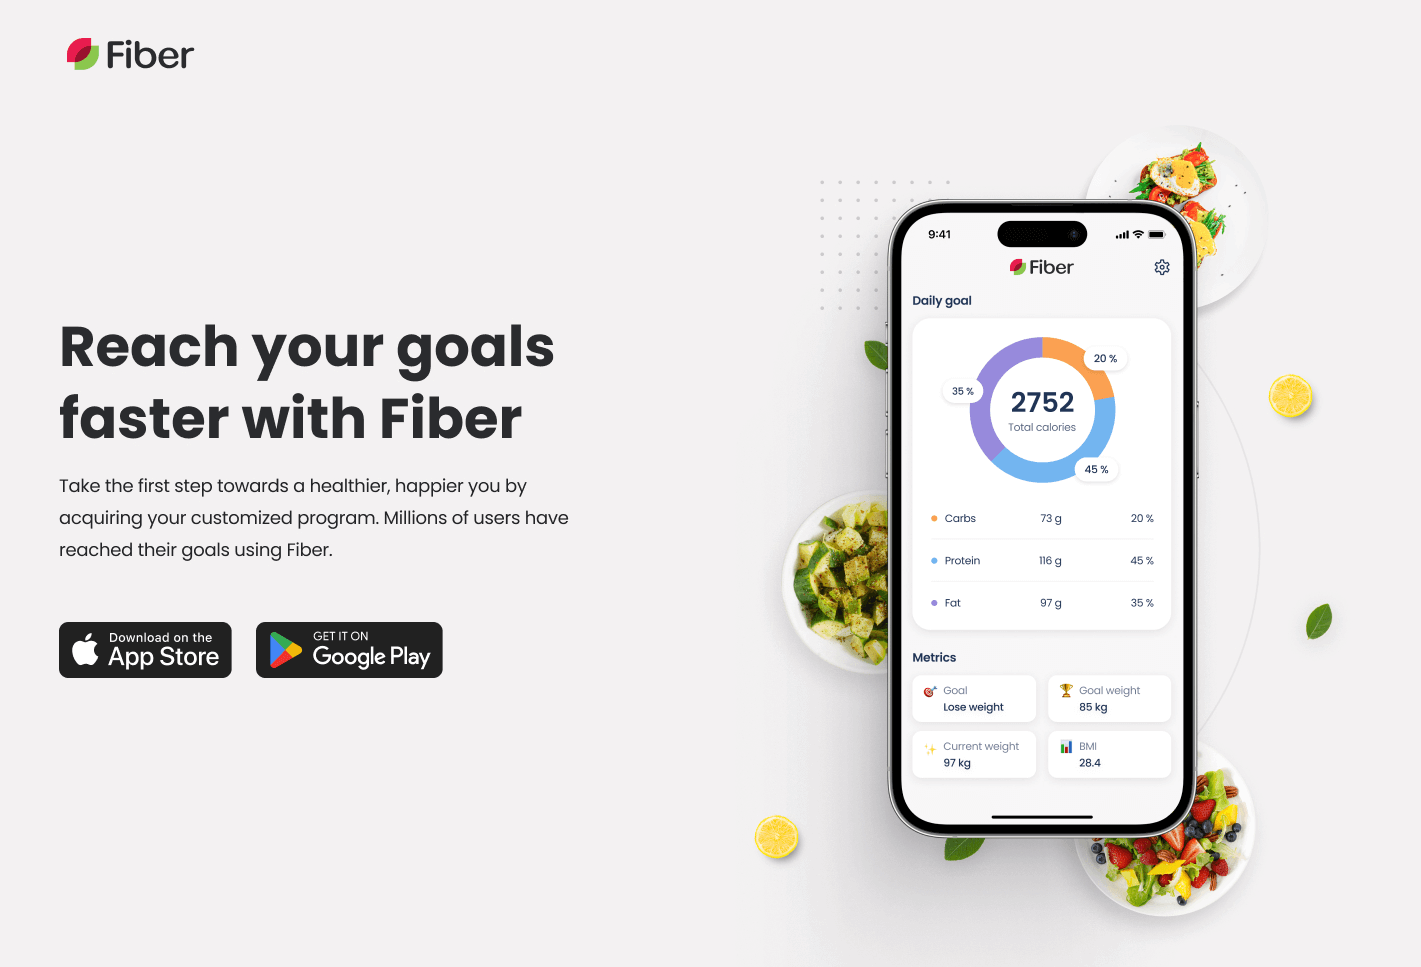 Fiber
Reach your goals
faster with Fiber
Take the first step towards a healthier, happier you by
acquiring your customized program. Millions of users have
reached their goals using Fiber.
Download on the
App Store
GET IT ON
Google Play
9:41
Fiber
Daily goal
20 %
35 %
2752
Total calories
45 %
Carbs 73 g 20 %
Protein 116 g 45 %
Fat 97 g 35 %
Metrics
Goal
Lose weight
Goal weight
85 kg
Current weight
97 kg
BMI
28.4